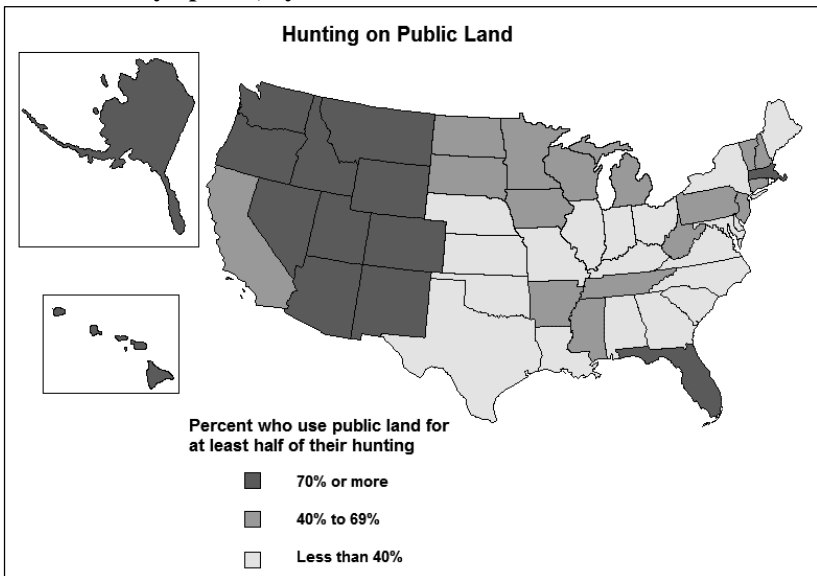 Hunting on Public Land
Percent who use public land for
at least half of their hunting
70% or more
40% to 69%
Less than 40%